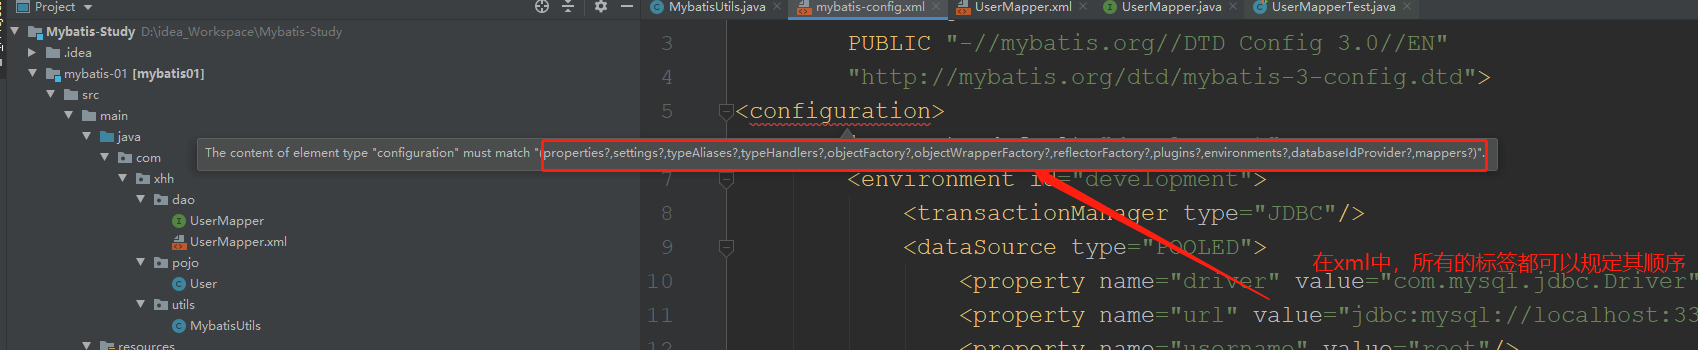 Project
Mybatis-Study D:\idea_Workspace\Mybatis-Study
.idea
mybatis-01 [mybatis01]
src
main
java
com
xhh
dao
UserMapper
UserMapper.xml
pojo
User
utils
MybatisUtils
resources
MybatisUtils.java
mybatis-config.xml
UserMapper.xml
UserMapper.java
UserMapperTest.java
3 PUBLIC "-//mybatis.org//DTD Config 3.0//EN"
4 "http://mybatis.org/dtd/mybatis-3-config.dtd">
5 <configuration>
The content of element type "configuration" must match "(properties?,settings?,typeAliases?,typeHandlers?,objectFactory?,objectWrapperFactory?,reflectorFactory?,plugins?,environments?,databaseIdProvider?,mappers?)".
7 <environment id="development">
8 <transactionManager type="JDBC"/>
9 <dataSource type="POOLED">
在xml中，所有的标签都可以规定其顺序
10 <property name="driver" value="com.mysql.jdbc.Driver"
11 <property name="url" value="jdbc:mysql://localhost:33
12 <property name="username" value="root"/>